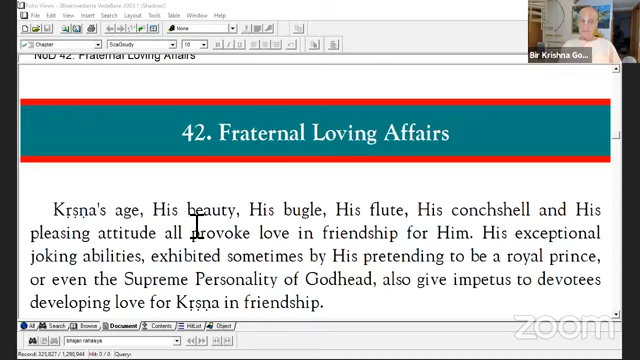 Folio Views - [Bhaktivedanta VedaBase 2003.1 (Shadow)]
File Edit View Search Layout Tools Window Help
None
Chapter
ScaGoudy
10
NoD 42: Fraternal Loving Affairs
Bir Krishna Go...
42. Fraternal Loving Affairs
Kṛṣṇa's age, His beauty, His bugle, His flute, His conchshell and His
pleasing attitude all provoke love in friendship for Him. His exceptional
joking abilities, exhibited sometimes by His pretending to be a royal prince,
or even the Supreme Personality of Godhead, also give impetus to devotees
developing love for Kṛṣṇa in friendship.
All Search Browse Document Contents HitList Object
bhajan rahasya
Record: 325,827 / 1,298,944 Hit: 0 / 0 Query:
zoom